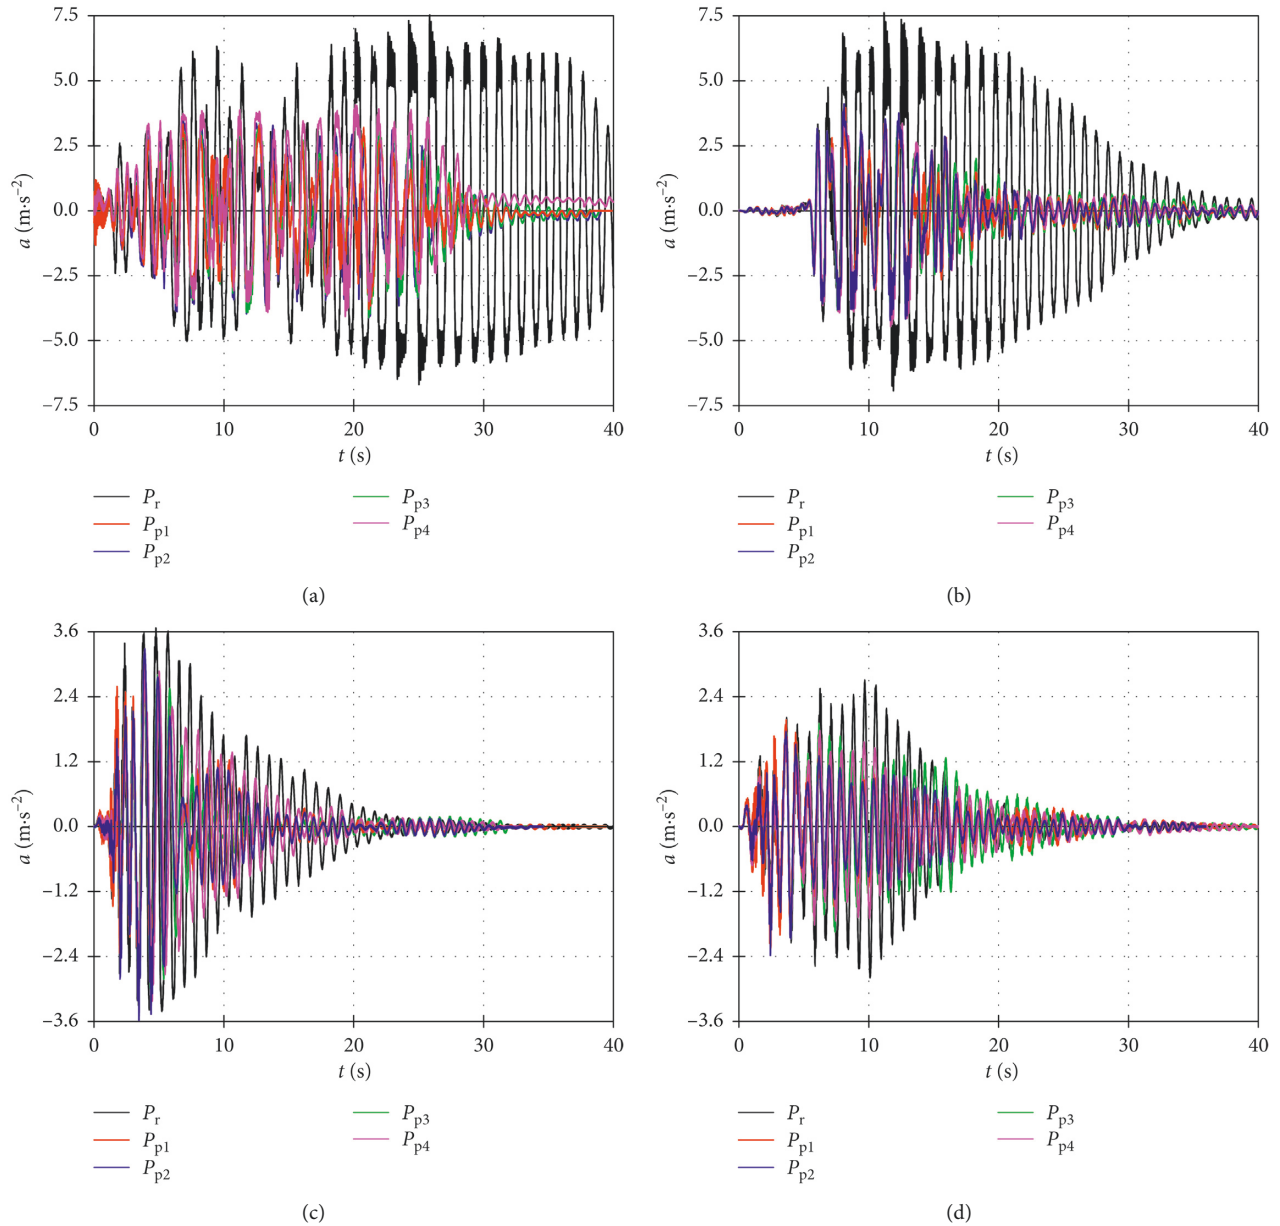 7.5
5.0
2.5
0.0
−2.5
−5.0
−7.5
a (m·s−2)
0 10 20 30 40
t (s)
Pr
Pp1
Pp2
Pp3
Pp4
(a)
7.5
5.0
2.5
0.0
−2.5
−5.0
−7.5
a (m·s−2)
0 10 20 30 40
t (s)
Pr
Pp1
Pp2
Pp3
Pp4
(b)
3.6
2.4
1.2
0.0
−1.2
−2.4
−3.6
a (m·s−2)
0 10 20 30 40
t (s)
Pr
Pp1
Pp2
Pp3
Pp4
(c)
3.6
2.4
1.2
0.0
−1.2
−2.4
−3.6
a (m·s−2)
0 10 20 30 40
t (s)
Pr
Pp1
Pp2
Pp3
Pp4
(d)